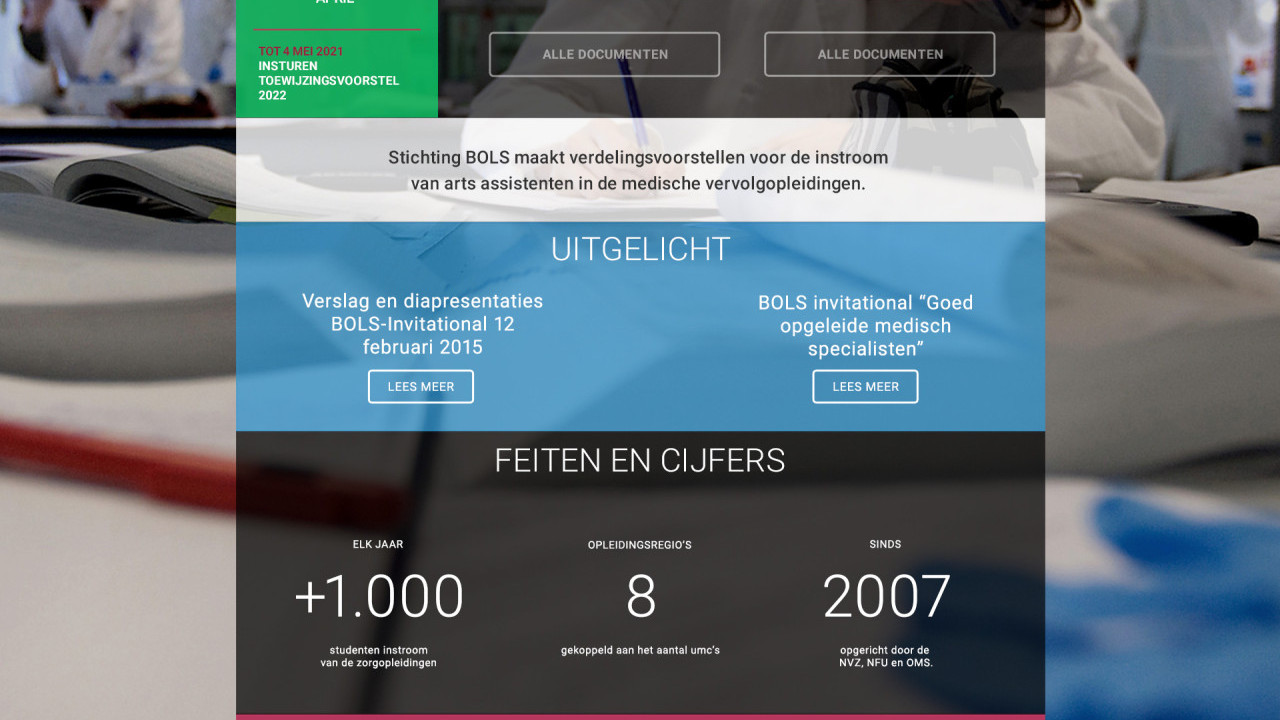 APRIL
TOT 4 MEI 2021
INSTUREN
TOEWIJZINGSVOORSTEL
2022
ALLE DOCUMENTEN
ALLE DOCUMENTEN
Stichting BOLS maakt verdelingsvoorstellen voor de instroom
van arts assistenten in de medische vervolgopleidingen.
UITGELICHT
Verslag en diapresentaties
BOLS-Invitational 12
februari 2015
LEES MEER
BOLS invitational “Goed
opgeleide medisch
specialisten”
LEES MEER
FEITEN EN CIJFERS
ELK JAAR
+1.000
studenten instroom
van de zorgopleidingen
OPLEIDINGSREGIO’S
8
gekoppeld aan het aantal umc’s
SINDS
2007
opgericht door de
NVZ, NFU en OMS.